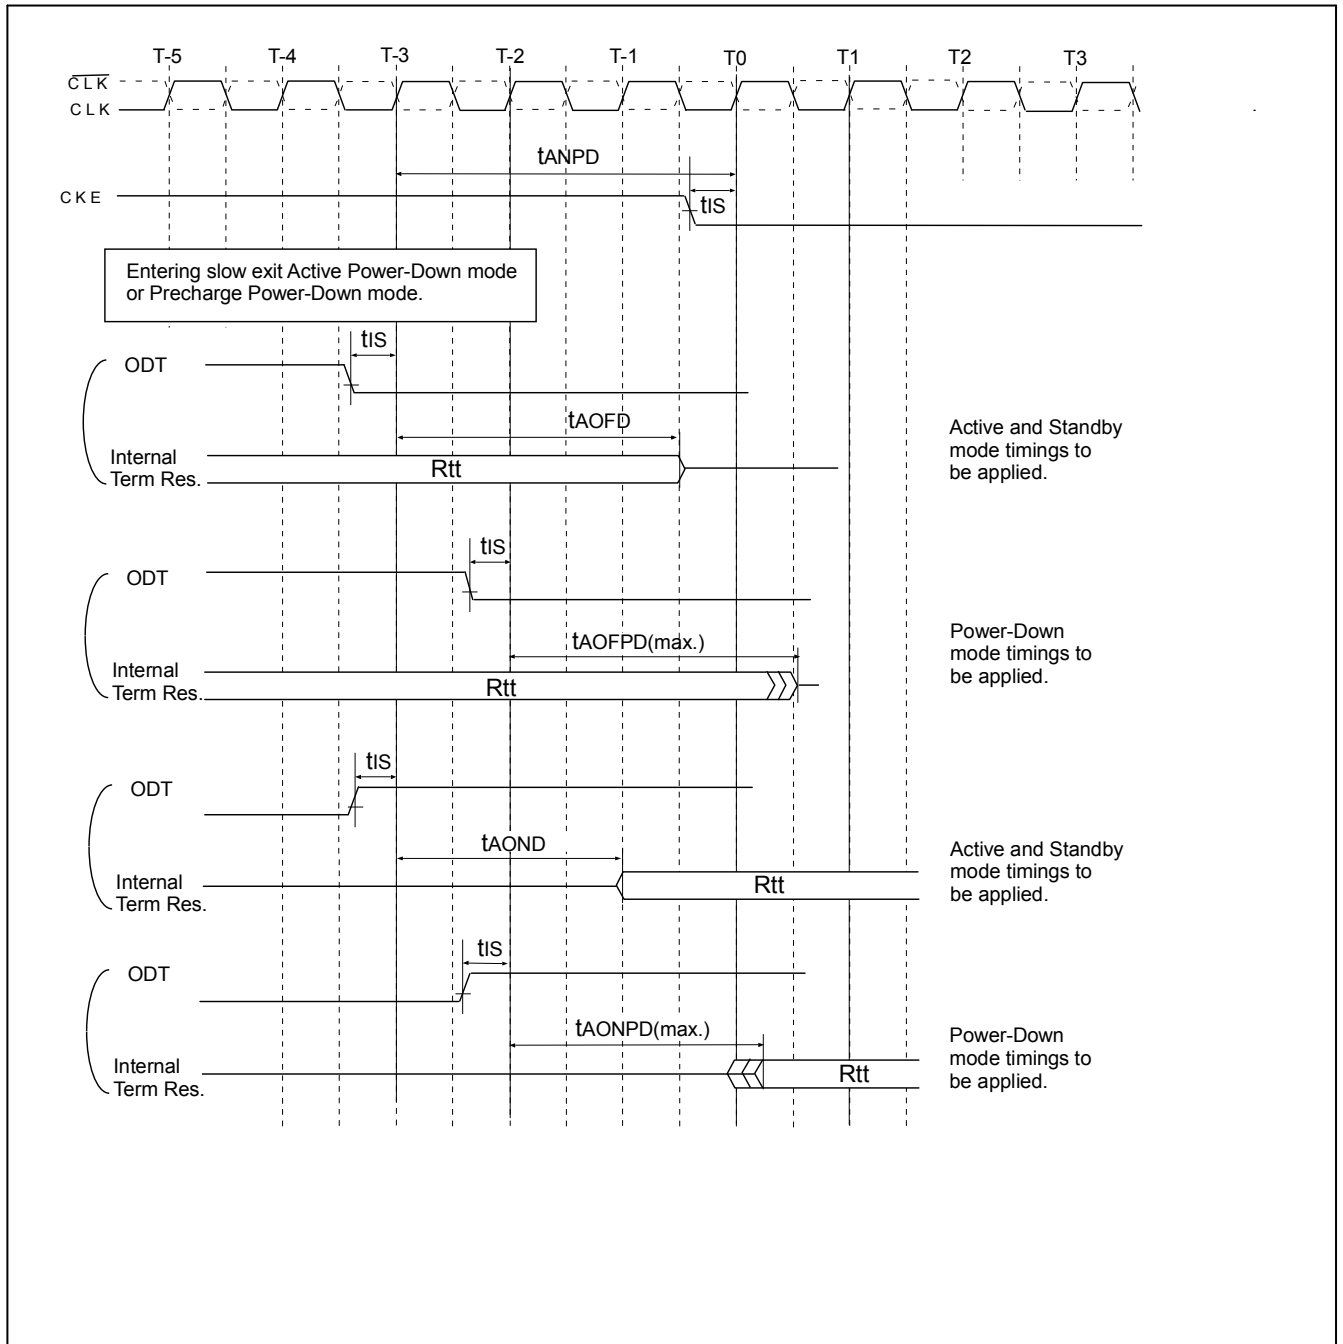 T-5 T-4 T-3 T-2 T-1 T0 T1 T2 T3
CLK
CLK
tANPD
CKE
tIS
Entering slow exit Active Power-Down mode
or Precharge Power-Down mode.
tIS
ODT
tAOFD
Internal
Term Res.
Rtt
Active and Standby
mode timings to
be applied.
tIS
ODT
tAOFPD(max.)
Internal
Term Res.
Rtt
Power-Down
mode timings to
be applied.
tIS
ODT
tAOND
Internal
Term Res.
Rtt
Active and Standby
mode timings to
be applied.
tIS
ODT
tAONPD(max.)
Internal
Term Res.
Rtt
Power-Down
mode timings to
be applied.